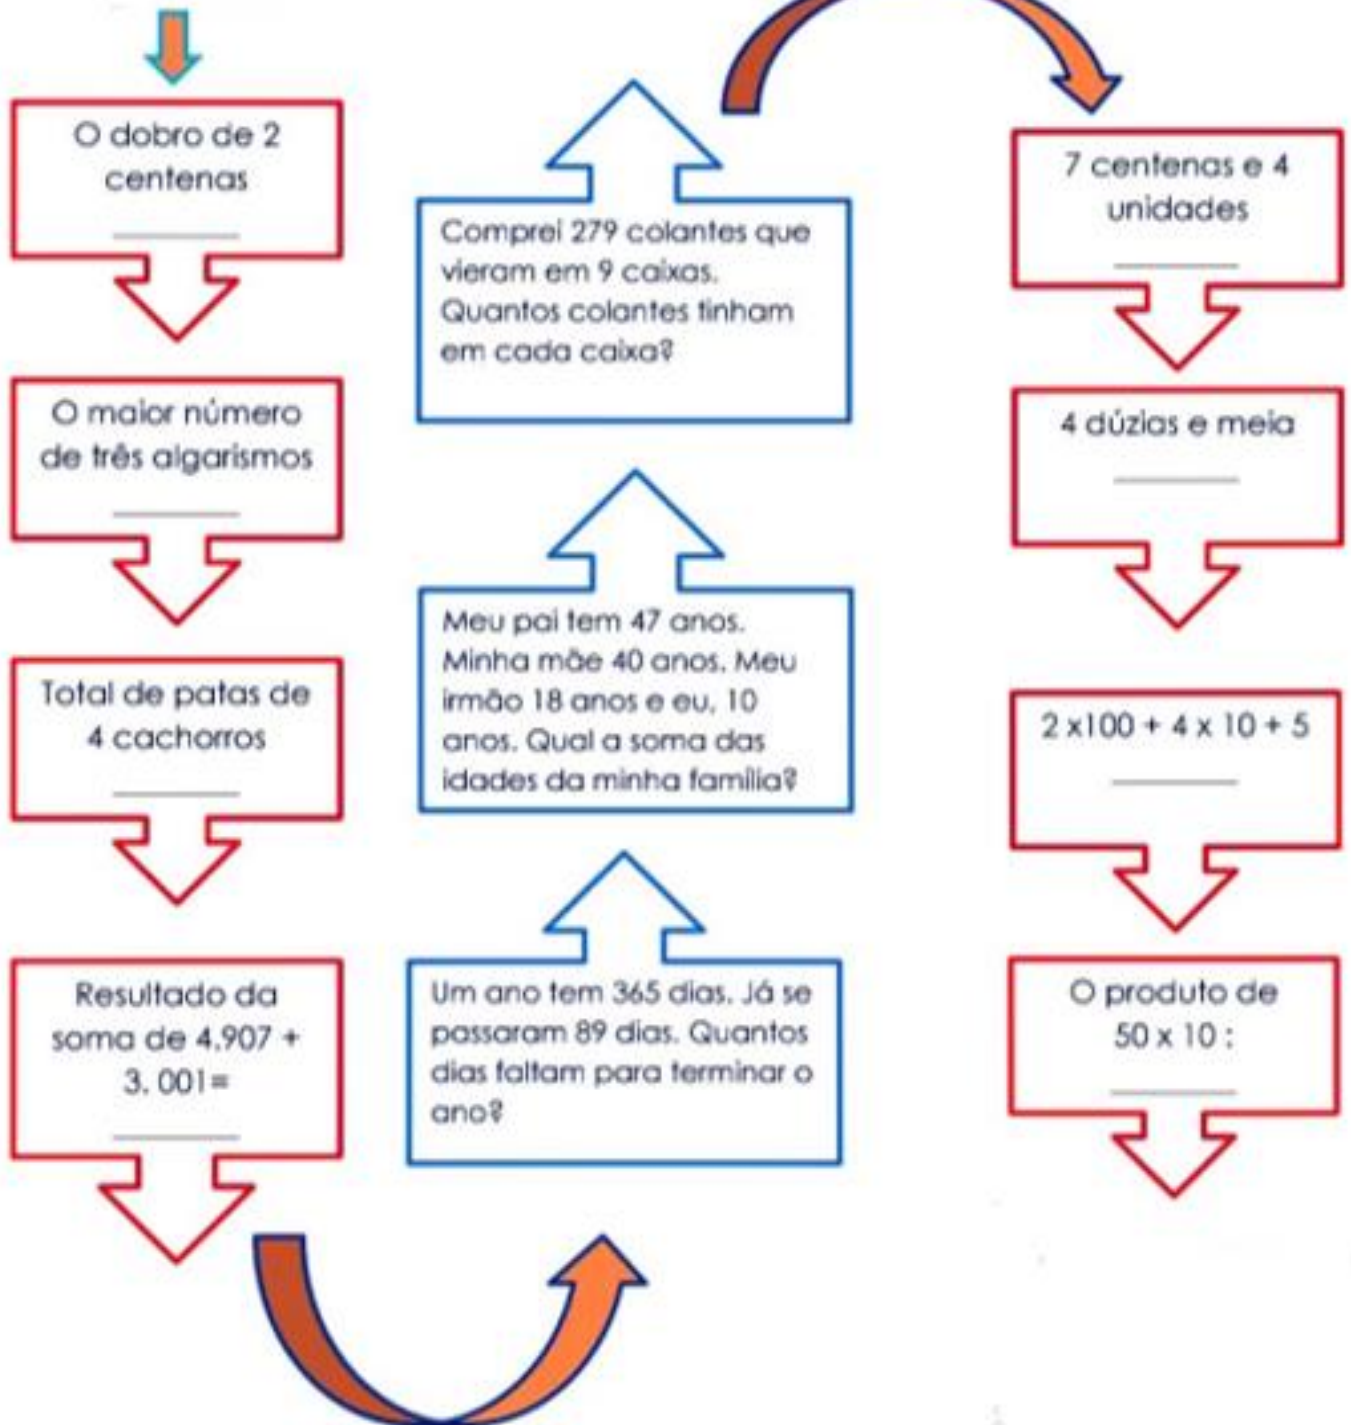 O dobro de 2
centenas
O maior número
de três algarismos
Total de patas de
4 cachorros
Resultado da
soma de 4.907 +
3. 001=
Um ano tem 365 dias. Já se
passaram 89 dias. Quantos
dias faltam para terminar o
ano?
Meu pai tem 47 anos.
Minha mãe 40 anos. Meu
irmão 18 anos e eu, 10
anos. Qual a soma das
idades da minha família?
Comprei 279 colantes que
vieram em 9 caixas.
Quantos colantes tinham
em cada caixa?
7 centenas e 4
unidades
4 dúzias e meia
2 x100 + 4 x 10 + 5
O produto de
50 x 10 :